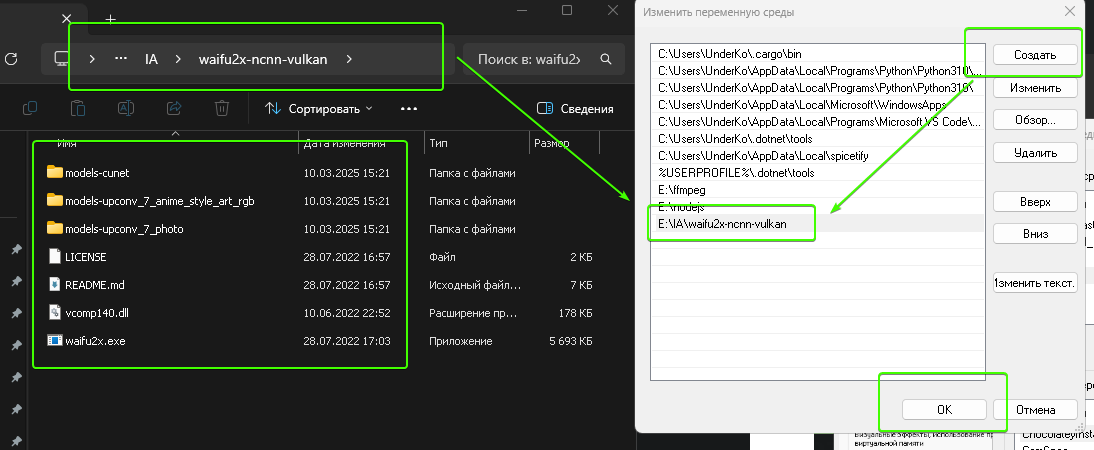 IA
waifu2x-ncnn-vulkan
Поиск в: waifu2
Сортировать
Сведения
Имя
Дата изменения
Тип
Размер
models-cunet 10.03.2025 15:21 Папка с файлами
models-upconv_7_anime_style_art_rgb 10.03.2025 15:21 Папка с файлами
models-upconv_7_photo 10.03.2025 15:21 Папка с файлами
LICENSE 28.07.2022 16:57 Файл 2 КБ
README.md 28.07.2022 16:57 Исходный файл... 7 КБ
vcomp140.dll 10.06.2022 22:52 Расширение пр... 178 КБ
waifu2x.exe 28.07.2022 17:03 Приложение 5 693 КБ
Изменить переменную среды
C:\Users\UnderKo\.cargo\bin
C:\Users\UnderKo\AppData\Local\Programs\Python\Python310\...
C:\Users\UnderKo\AppData\Local\Programs\Python\Python310\
C:\Users\UnderKo\AppData\Local\Microsoft\WindowsApps
C:\Users\UnderKo\AppData\Local\Programs\Microsoft VS Code\...
C:\Users\UnderKo\.dotnet\tools
C:\Users\UnderKo\AppData\Local\spicetify
%USERPROFILE%\.dotnet\tools
E:\ffmpeg
E:\nodejs
E:\IA\waifu2x-ncnn-vulkan
Создать
Изменить
Обзор...
Удалить
Вверх
Вниз
Изменить текст.
OK
Отмена
Визуальные эффекты, использование пр
виртуальной памяти